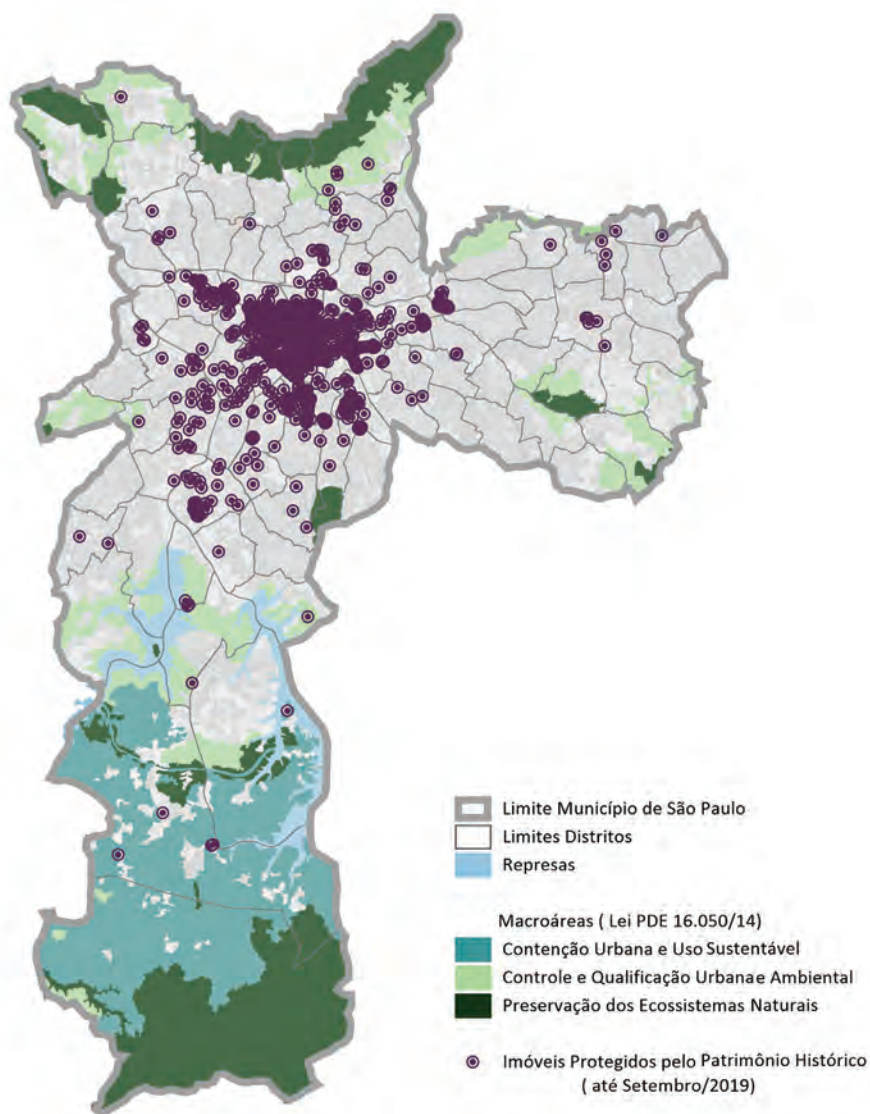 Limite Município de São Paulo
Limites Distritos
Represas
Macroáreas ( Lei PDE 16.050/14)
Contenção Urbana e Uso Sustentável
Controle e Qualificação Urbana e Ambiental
Preservação dos Ecossistemas Naturais
Imóveis Protegidos pelo Patrimônio Histórico
( até Setembro/2019)